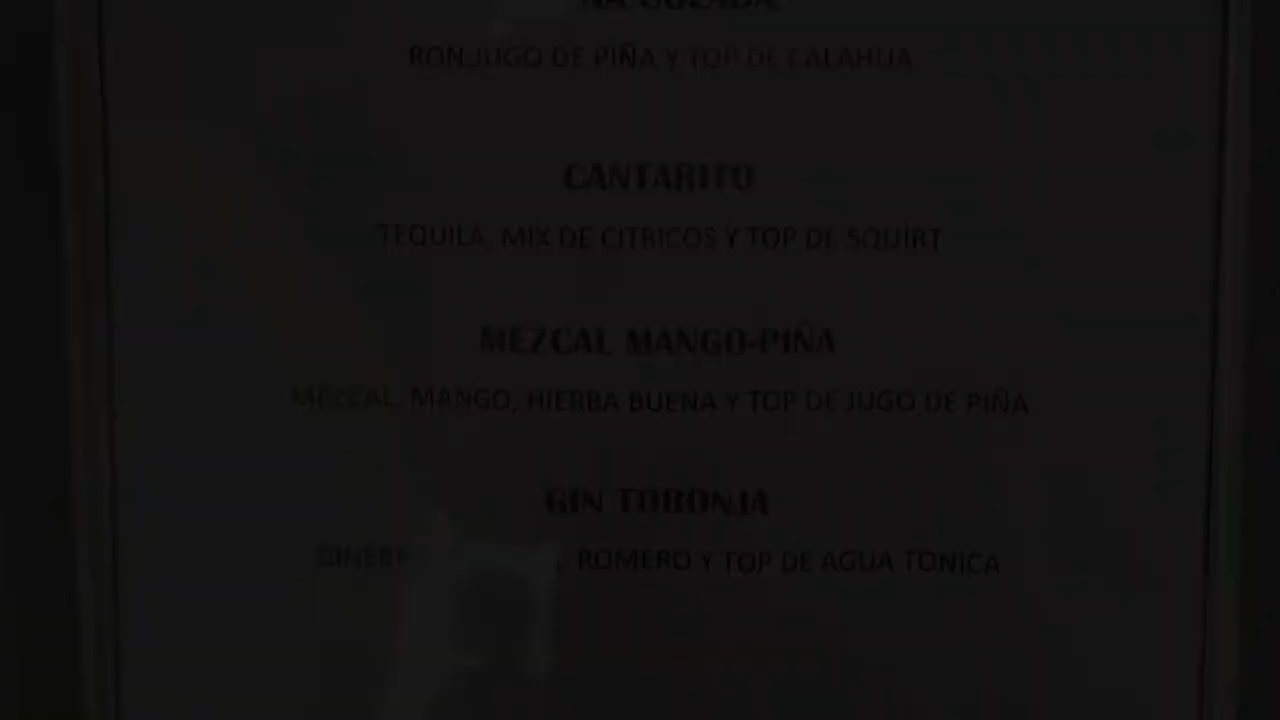 RON,JUGO DE PIÑA Y TOP DE CALAHUA
CANTARITO
TEQUILA, MIX DE CITRICOS Y TOP DE SQUIRT
MEZCAL MANGO-PIÑA
MEZCAL, MANGO, HIERBA BUENA Y TOP DE JUGO DE PIÑA
GIN TORONJA
ROMERO Y TOP DE AGUA TONICA